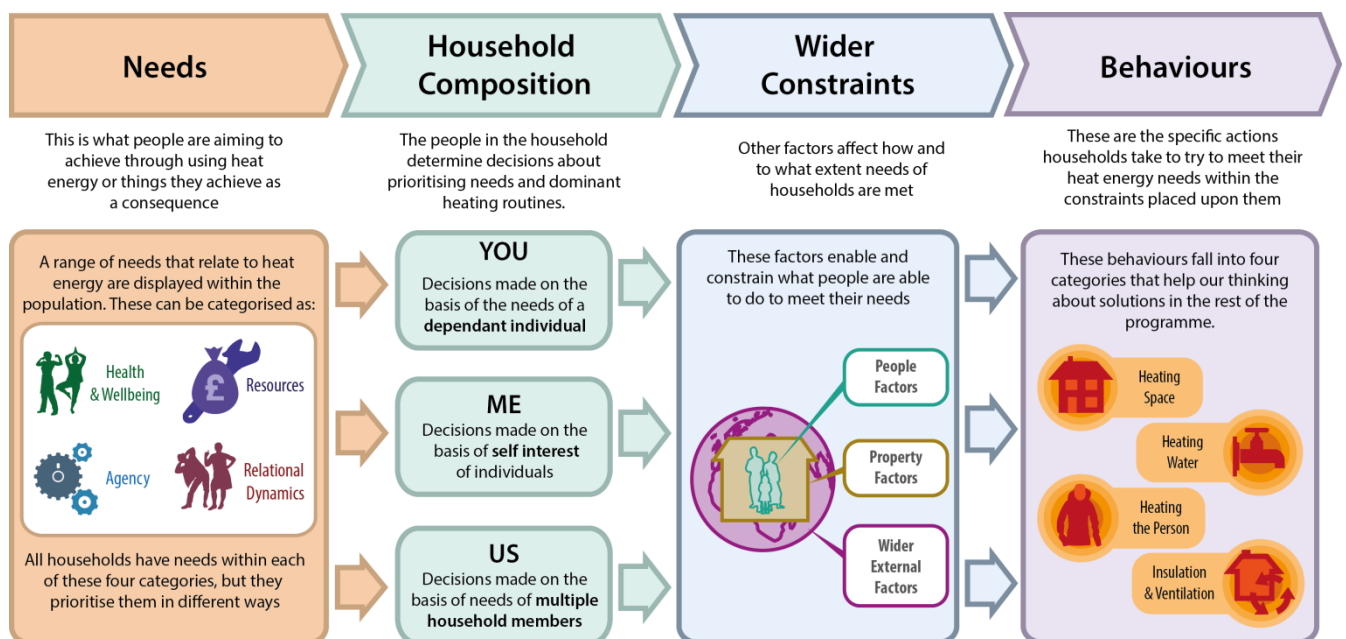 Needs
Household
Composition
Wider
Constraints
Behaviours
This is what people are aiming to
achieve through using heat
energy or things they achieve as
a consequence
The people in the household
determine decisions about
prioritising needs and dominant
heating routines.
Other factors affect how and
to what extent needs of
households are met
These are the specific actions
households take to try to meet their
heat energy needs within the
constraints placed upon them
A range of needs that relate to heat
energy are displayed within the
population. These can be categorised as:
Health
& Wellbeing
£
Resources
Agency
Relational
Dynamics
All households have needs within each
of these four categories, but they
prioritise them in different ways
YOU
Decisions made on the
basis of the needs of a
dependant individual
ME
Decisions made on the
basis of self interest
of individuals
US
Decisions made on the
basis of needs of multiple
household members
These factors enable and
constrain what people are able
to do to meet their needs
People
Factors
Property
Factors
Wider
External
Factors
These behaviours fall into four
categories that help our thinking
about solutions in the rest of the
programme.
Heating
Space
Heating
Water
Heating
the Person
Insulation
& Ventilation